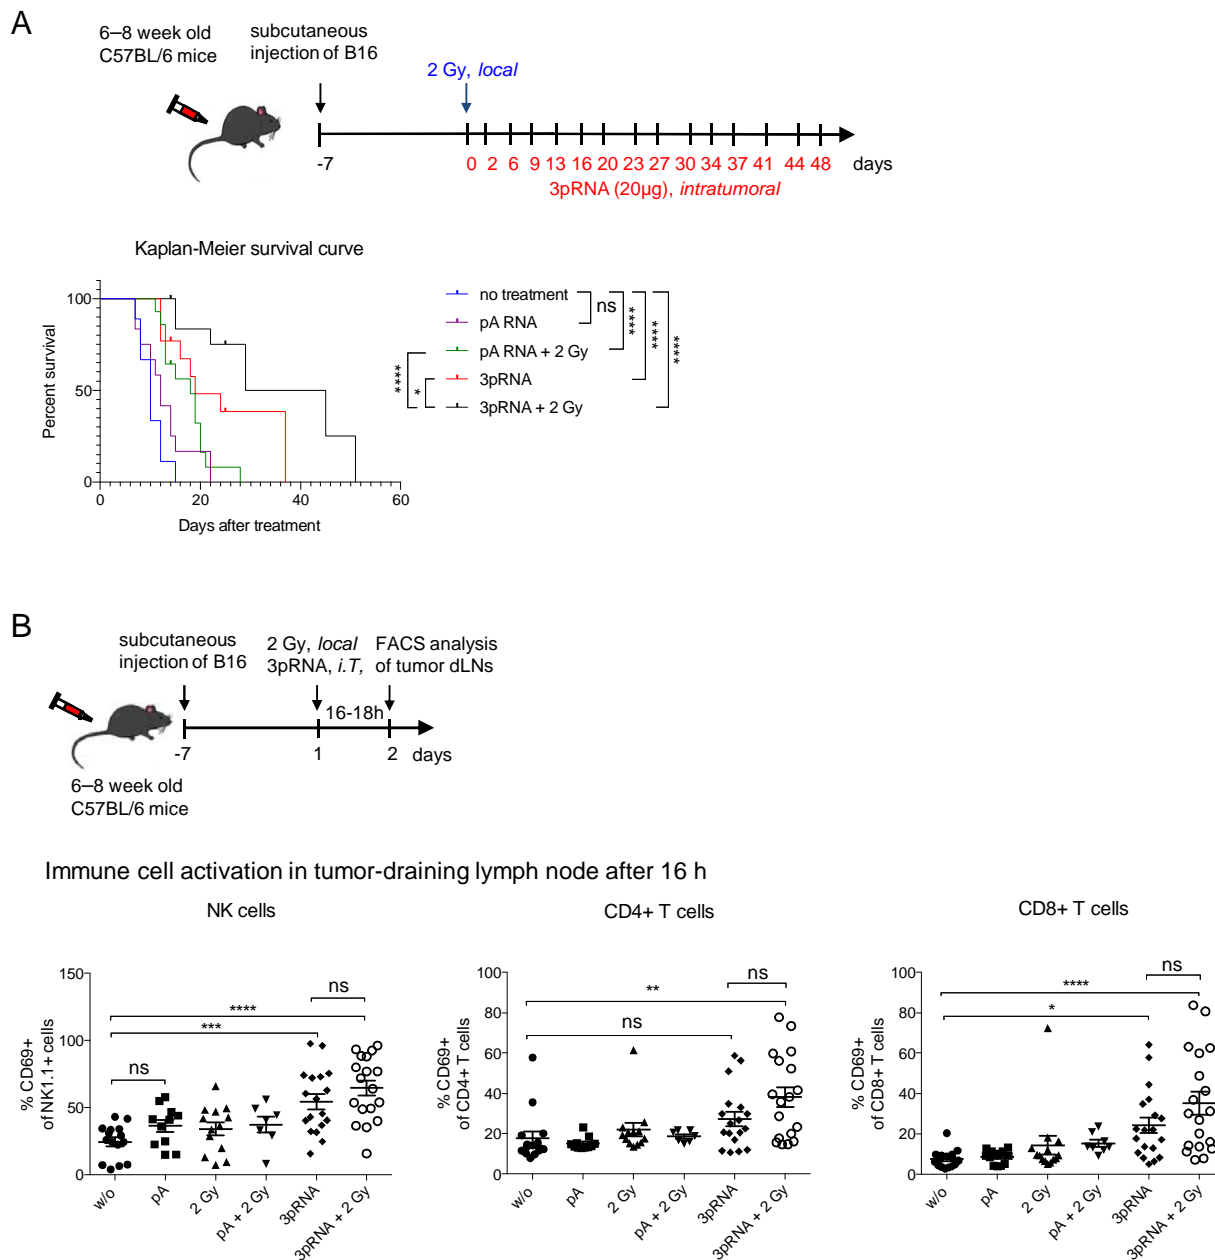 A
6–8 week old
C57BL/6 mice
subcutaneous
injection of B16
2 Gy, local
-7
0 2 6 9 13 16 20 23 27 30 34 37 41 44 48 days
3pRNA (20µg), intratumoral
Kaplan-Meier survival curve
Percent survival
100
50
0
0 20 40 60
Days after treatment
no treatment
pA RNA
pA RNA + 2 Gy
3pRNA
3pRNA + 2 Gy
ns
****
****
****
****
*
B
subcutaneous
injection of B16
2 Gy, local
3pRNA, i.T,
FACS analysis
of tumor dLNs
16-18h
-7 1 2 days
6–8 week old
C57BL/6 mice
Immune cell activation in tumor-draining lymph node after 16 h
NK cells
% CD69+
of NK1.1+ cells
150
100
50
0
ns
****
***
ns
w/o
pA
2 Gy
pA + 2 Gy
3pRNA
3pRNA + 2 Gy
CD4+ T cells
% CD69+
of CD4+ T cells
100
80
60
40
20
0
ns
**
ns
w/o
pA
2 Gy
pA + 2 Gy
3pRNA
3pRNA + 2 Gy
CD8+ T cells
% CD69+
of CD8+ T cells
100
80
60
40
20
0
ns
****
*
w/o
pA
2 Gy
pA + 2 Gy
3pRNA
3pRNA + 2 Gy